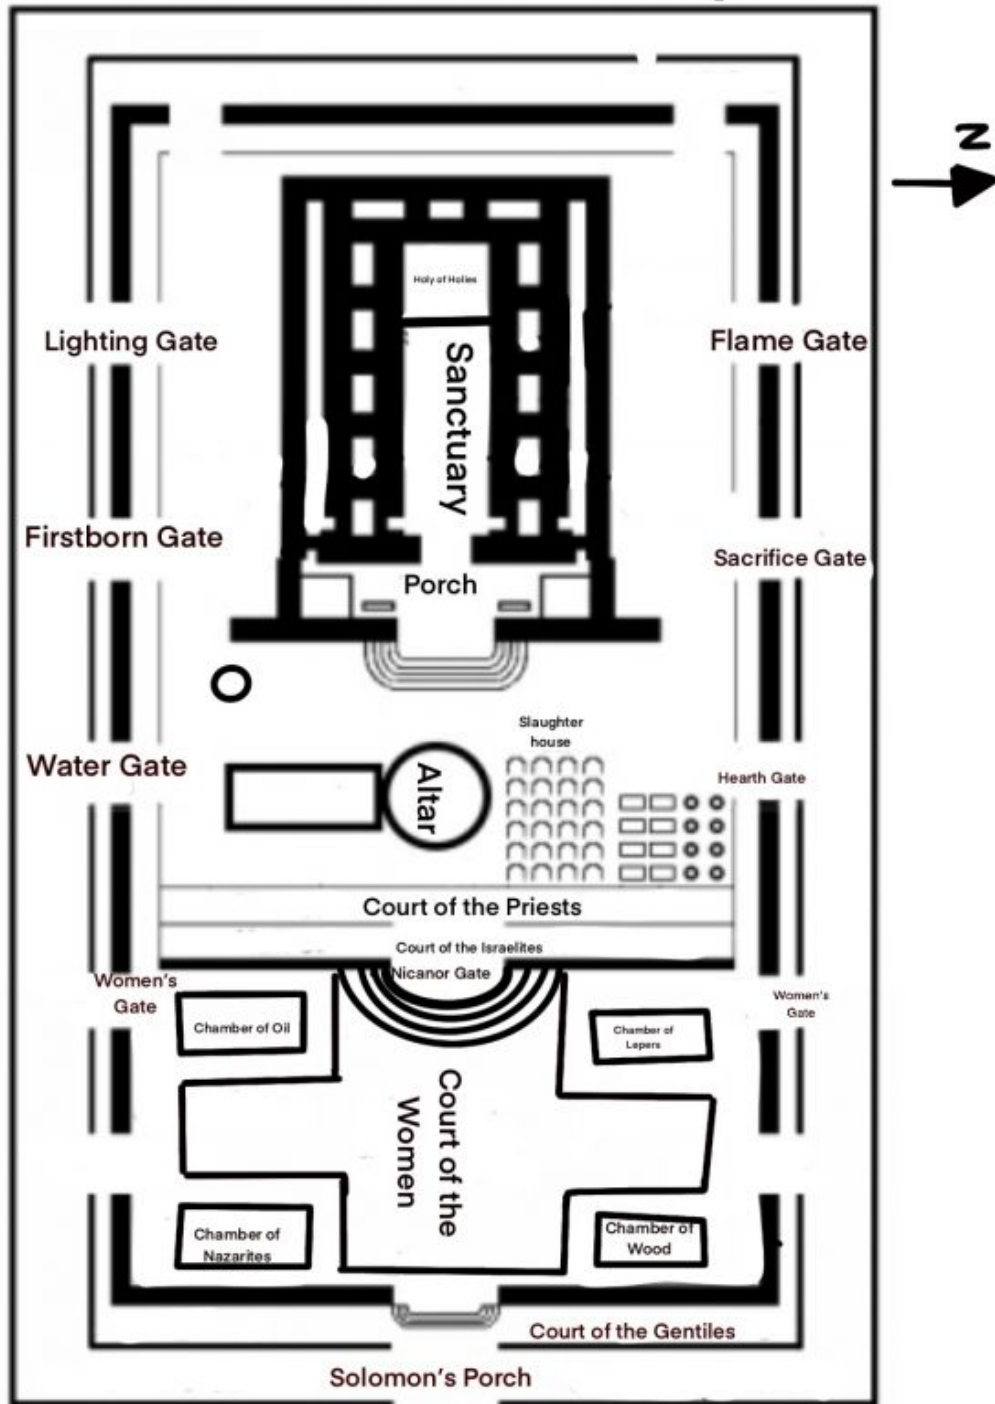 N
Holy of Holies
Lighting Gate
Flame Gate
Sanctuary
Firstborn Gate
Sacrifice Gate
Porch
Slaughter
house
Water Gate
Altar
Hearth Gate
Court of the Priests
Court of the Israelites
Nicanor Gate
Women's
Gate
Women's
Gate
Chamber of Oil
Chamber of
Lepers
Court of the
Women
Chamber of
Nazarites
Chamber of
Wood
Court of the Gentiles
Solomon's Porch